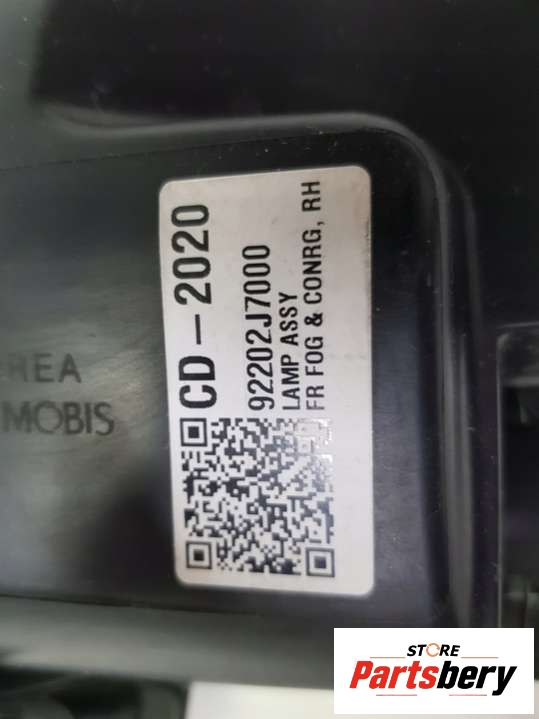 CD-2020
92202J7000
LAMP ASSY
FR FOG & CONRG, RH
REA
MOBIS
STORE
Partsbery